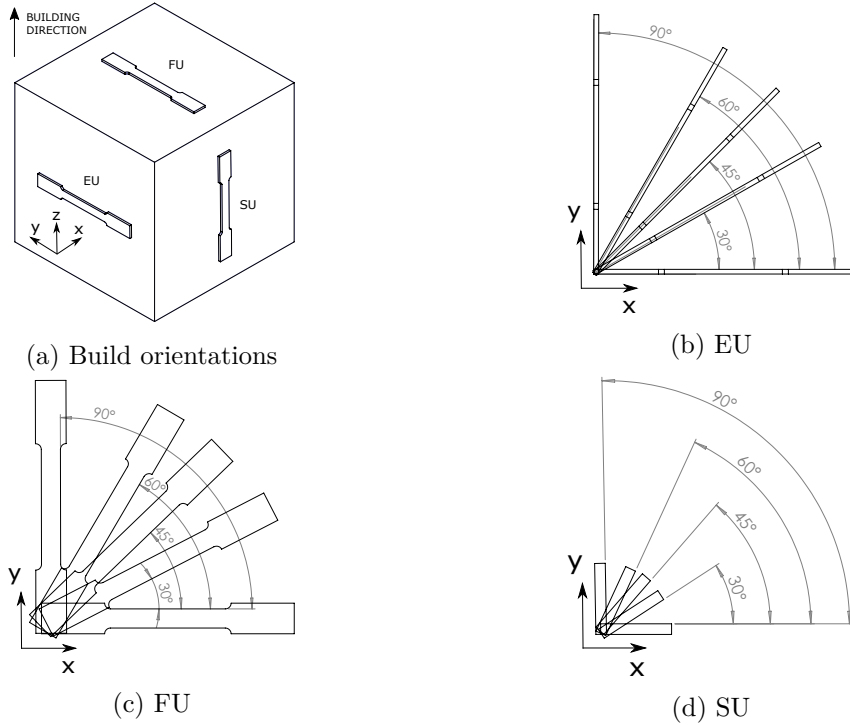 BUILDING
DIRECTION
FU
EU
SU
z
y
x
(a) Build orientations
90°
60°
45°
30°
y
x
(b) EU
90°
60°
45°
30°
y
x
(c) FU
90°
60°
45°
30°
y
x
(d) SU